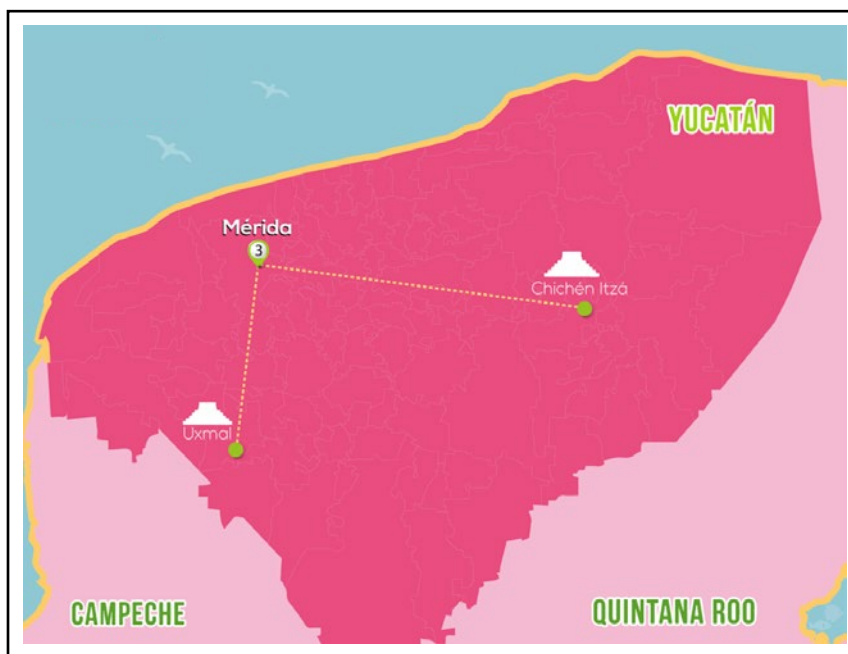 YUCATÁN
Mérida
3
Chichén Itzá
Uxmal
CAMPECHE
QUINTANA ROO